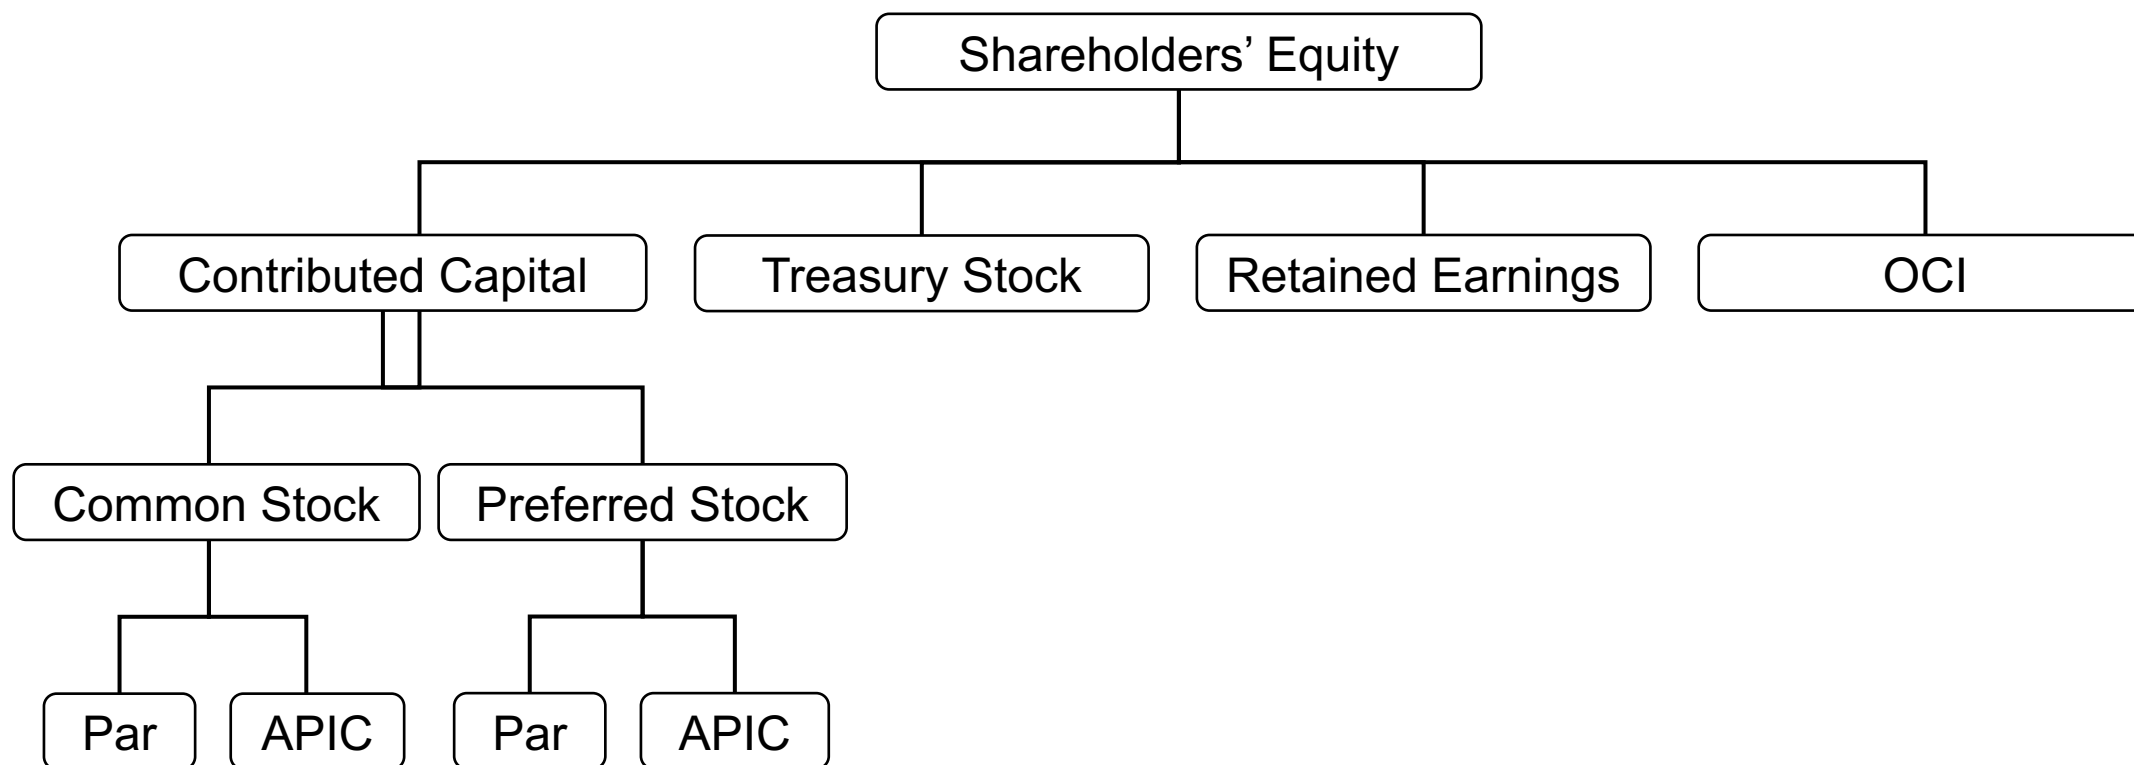 Shareholders’ Equity
Contributed Capital
Treasury Stock
Retained Earnings
OCI
Common Stock
Preferred Stock
Par
APIC
Par
APIC